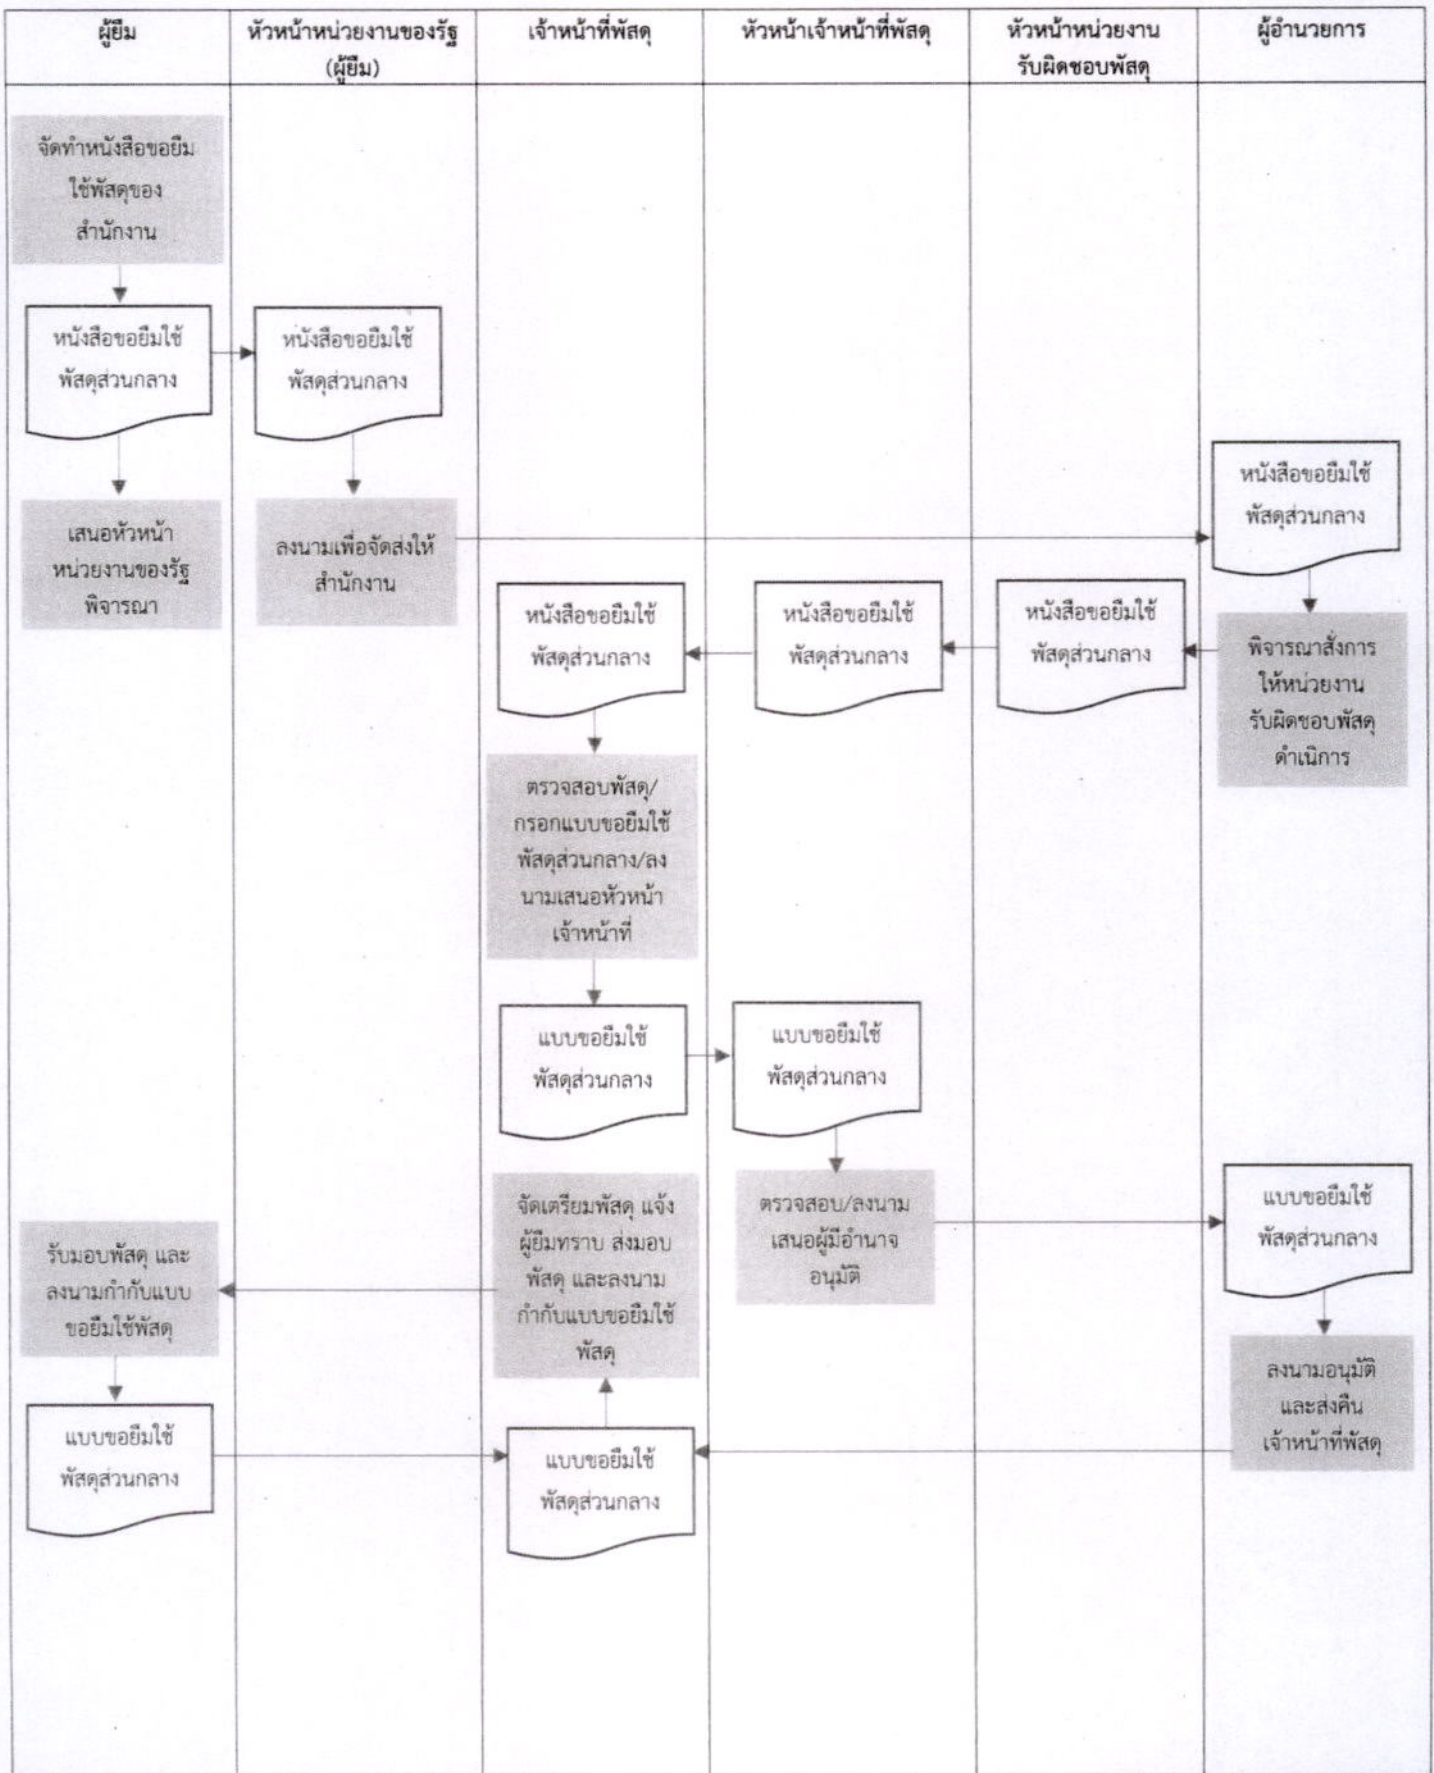 ผู้ยืม
หัวหน้าหน่วยงานของรัฐ
(ผู้ยืม)
เจ้าหน้าที่พัสดุ
หัวหน้าเจ้าหน้าที่พัสดุ
หัวหน้าหน่วยงาน
รับผิดชอบพัสดุ
ผู้อำนวยการ
จัดทำหนังสือขอยืม
ใช้พัสดุของ
สำนักงาน
หนังสือขอยืมใช้
พัสดุส่วนกลาง
หนังสือขอยืมใช้
พัสดุส่วนกลาง
เสนอหัวหน้า
หน่วยงานของรัฐ
พิจารณา
ลงนามเพื่อจัดส่งให้
สำนักงาน
หนังสือขอยืมใช้
พัสดุส่วนกลาง
พิจารณาสั่งการ
ให้หน่วยงาน
รับผิดชอบพัสดุ
ดำเนิการ
หนังสือขอยืมใช้
พัสดุส่วนกลาง
หนังสือขอยืมใช้
พัสดุส่วนกลาง
หนังสือขอยืมใช้
พัสดุส่วนกลาง
ตรวจสอบพัสดุ/
กรอกแบบขอยืมใช้
พัสดุส่วนกลาง/ลง
นามเสนอหัวหน้า
เจ้าหน้าที่
แบบขอยืมใช้
พัสดุส่วนกลาง
แบบขอยืมใช้
พัสดุส่วนกลาง
ตรวจสอบ/ลงนาม
เสนอผู้มีอำนาจ
อนุมัติ
แบบขอยืมใช้
พัสดุส่วนกลาง
ลงนามอนุมัติ
และส่งคืน
เจ้าหน้าที่พัสดุ
แบบขอยืมใช้
พัสดุส่วนกลาง
จัดเตรียมพัสดุ แจ้ง
ผู้ยืมทราบ ส่งมอบ
พัสดุ และลงนาม
กำกับแบบขอยืมใช้
พัสดุ
รับมอบพัสดุ และ
ลงนามกำกับแบบ
ขอยืมใช้พัสดุ
แบบขอยืมใช้
พัสดุส่วนกลาง